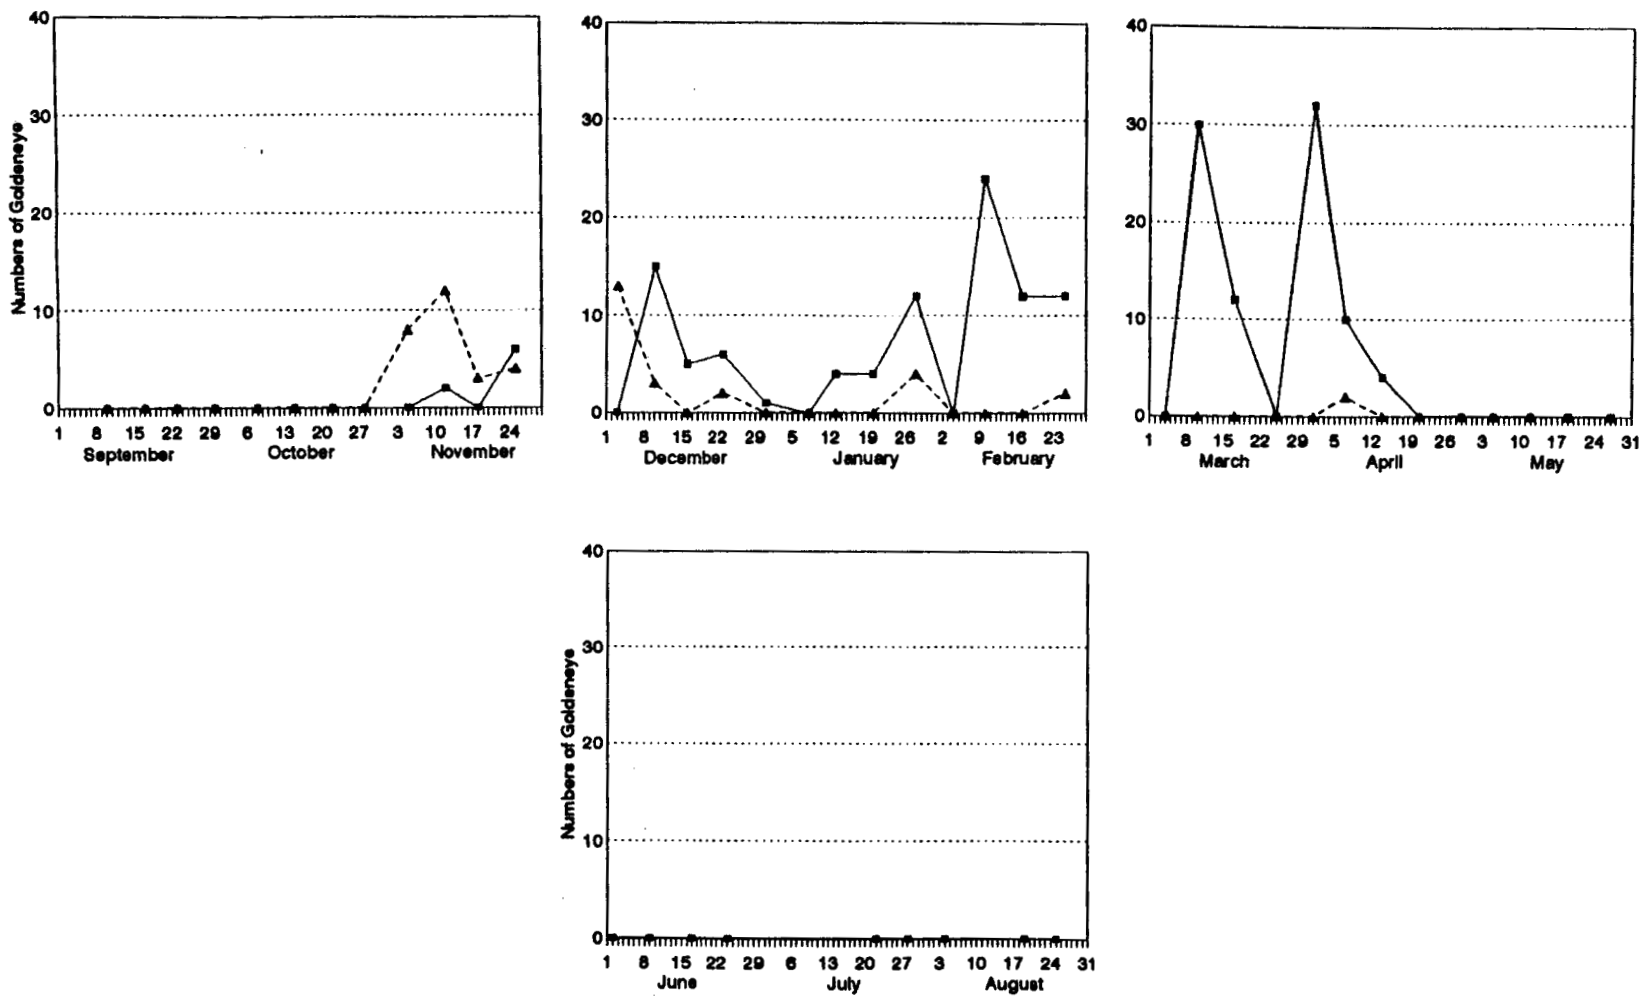 40
30
20
10
0
Numbers of Goldeneye
1 8 15 22 29 6 13 20 27 3 10 17 24
September October November
40
30
20
10
0
1 8 15 22 29 5 12 19 26 2 9 16 23
December January February
40
30
20
10
0
1 8 15 22 29 5 12 19 26 3 10 17 24 31
March April May
40
30
20
10
0
Numbers of Goldeneye
1 8 15 22 29 6 13 20 27 3 10 17 24 31
June July August